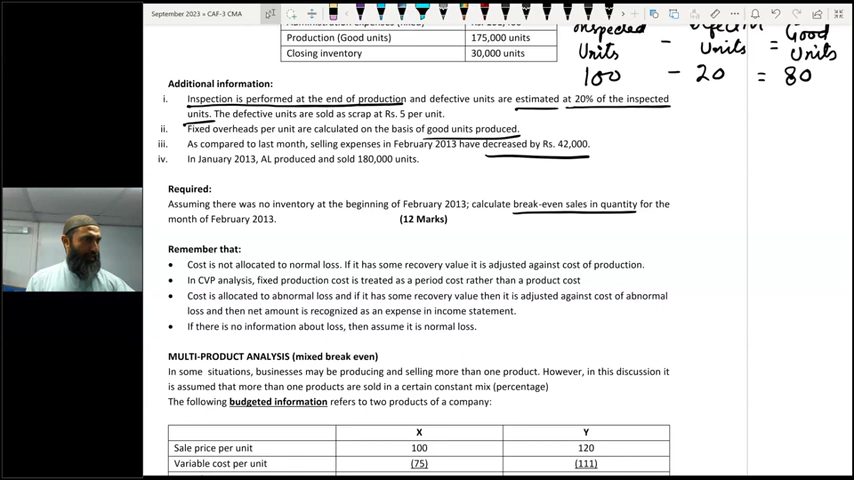 September 2023 » CAF-3 CMA
Production (Good units) 175,000 units
Closing inventory 30,000 units
Units - Units = Units
100 - 20 = 80
Good
Additional information:
i. Inspection is performed at the end of production and defective units are estimated at 20% of the inspected
units. The defective units are sold as scrap at Rs. 5 per unit.
ii. Fixed overheads per unit are calculated on the basis of good units produced.
iii. As compared to last month, selling expenses in February 2013 have decreased by Rs. 42,000.
iv. In January 2013, AL produced and sold 180,000 units.
Required:
Assuming there was no inventory at the beginning of February 2013; calculate break-even sales in quantity for the
month of February 2013. (12 Marks)
Remember that:
• Cost is not allocated to normal loss. If it has some recovery value it is adjusted against cost of production.
• In CVP analysis, fixed production cost is treated as a period cost rather than a product cost
• Cost is allocated to abnormal loss and if it has some recovery value then it is adjusted against cost of abnormal
loss and then net amount is recognized as an expense in income statement.
• If there is no information about loss, then assume it is normal loss.
MULTI-PRODUCT ANALYSIS (mixed break even)
In some situations, businesses may be producing and selling more than one product. However, in this discussion it
is assumed that more than one products are sold in a certain constant mix (percentage)
The following budgeted information refers to two products of a company:
X Y
Sale price per unit 100 120
Variable cost per unit (75) (111)